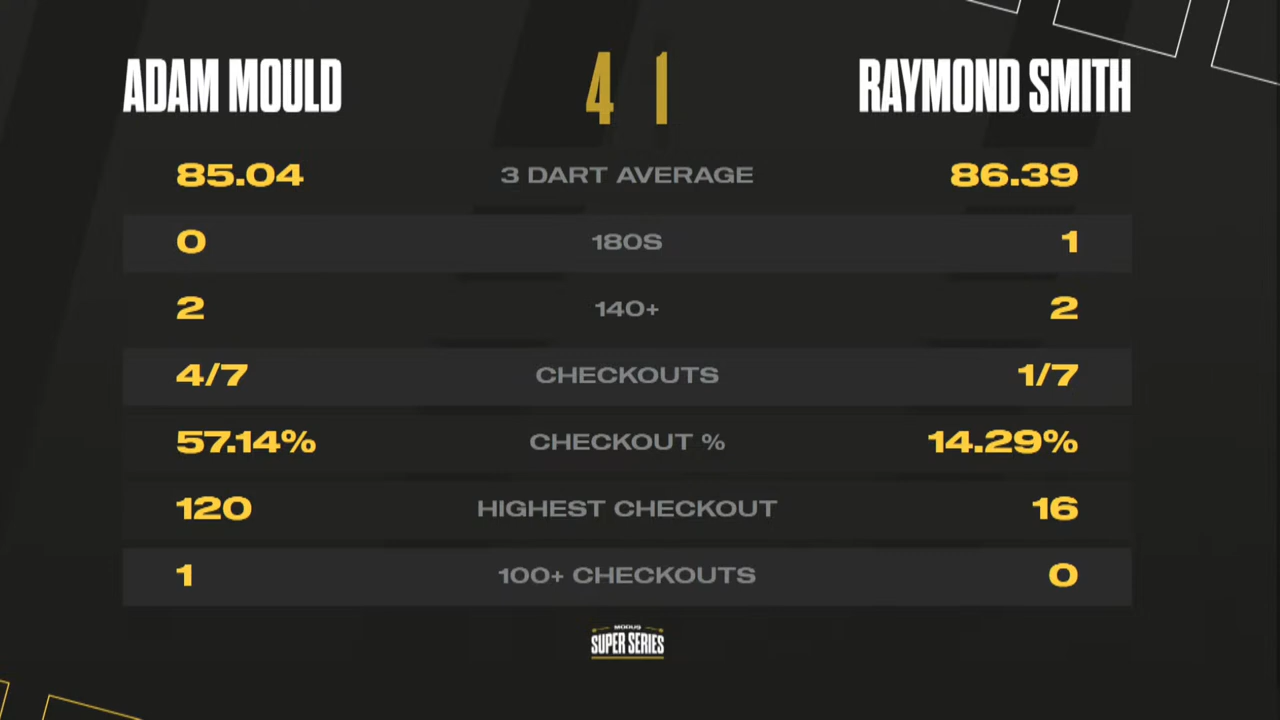 ADAM MOULD 4 1 RAYMOND SMITH
85.04 3 DART AVERAGE 86.39
0 180S 1
2 140+ 2
4/7 CHECKOUTS 1/7
57.14% CHECKOUT % 14.29%
120 HIGHEST CHECKOUT 16
1 100+ CHECKOUTS 0
MODUS
SUPER SERIES